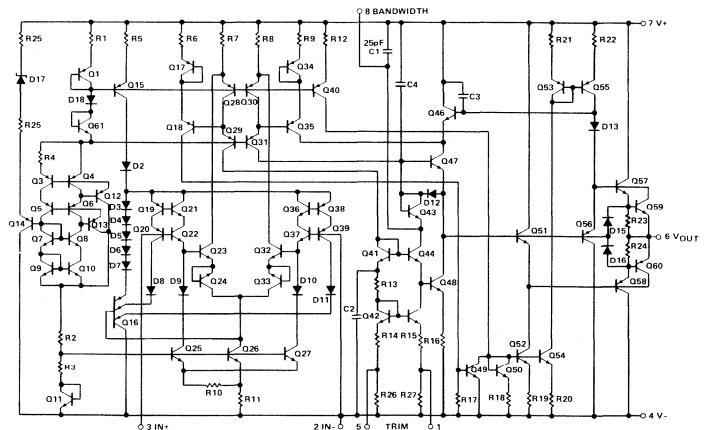 8 BANDWIDTH
7 V+
R25
R1
R5
R6
R7
R8
R9
R12
25pF
C1
R21
R22
D17
Q1
Q15
Q17
Q28
Q30
Q34
Q40
C4
C3
Q53
Q55
D18
Q61
R25
Q18
Q29
Q31
Q35
Q46
D13
R4
D2
Q47
Q3
Q4
Q12
D12
Q57
Q5
Q6
D3
Q19
Q21
Q36
Q38
Q43
Q59
Q14
Q13
D4
Q20
Q22
Q37
Q39
R23
D15
Q7
Q8
D5
Q23
Q32
Q41
Q44
Q51
Q56
6 VOUT
R24
D6
D16
Q9
Q10
D7
D8
D9
Q24
Q33
D10
D11
R13
Q48
Q60
Q58
Q16
C2
Q42
R2
R14
R15
R16
Q25
Q26
Q27
Q52
Q54
R3
Q49
Q50
Q11
R10
R11
R26
R27
R17
R18
R19
R20
4 V-
3 IN+
2 IN-
5
TRIM
1